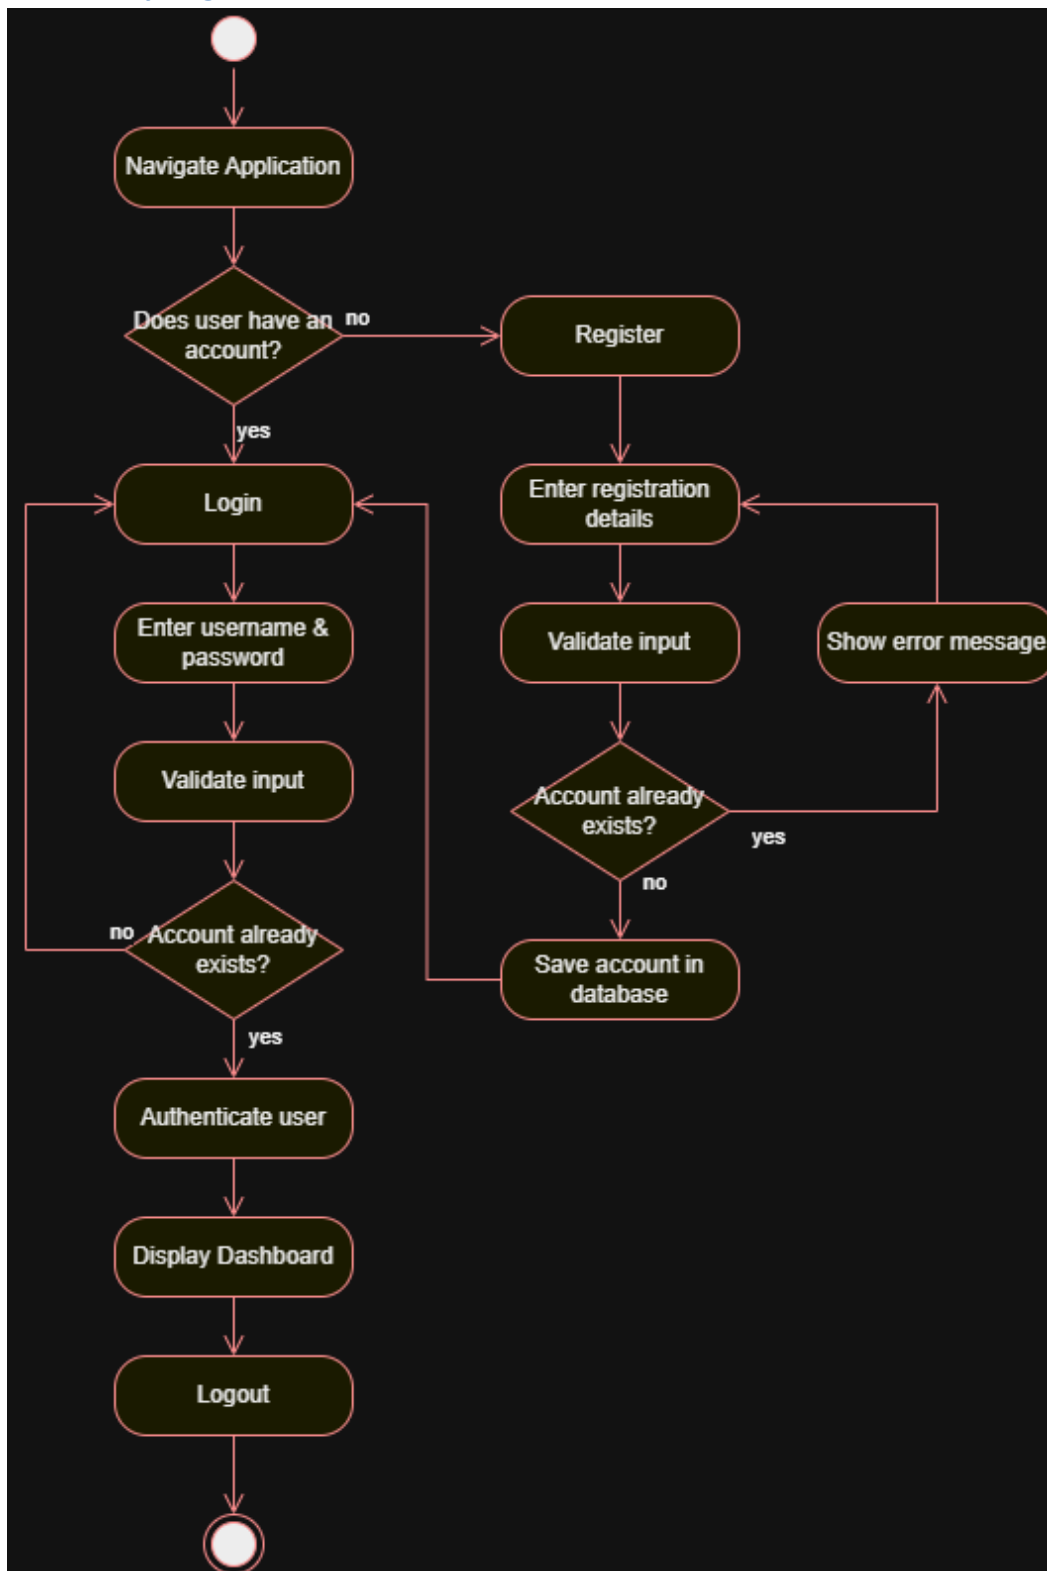 Navigate Application
Does user have an
account?
no
Register
yes
Login
Enter registration
details
Enter username &
password
Validate input
Show error message
Validate input
Account already
exists?
yes
no
no
Account already
exists?
Save account in
database
yes
Authenticate user
Display Dashboard
Logout